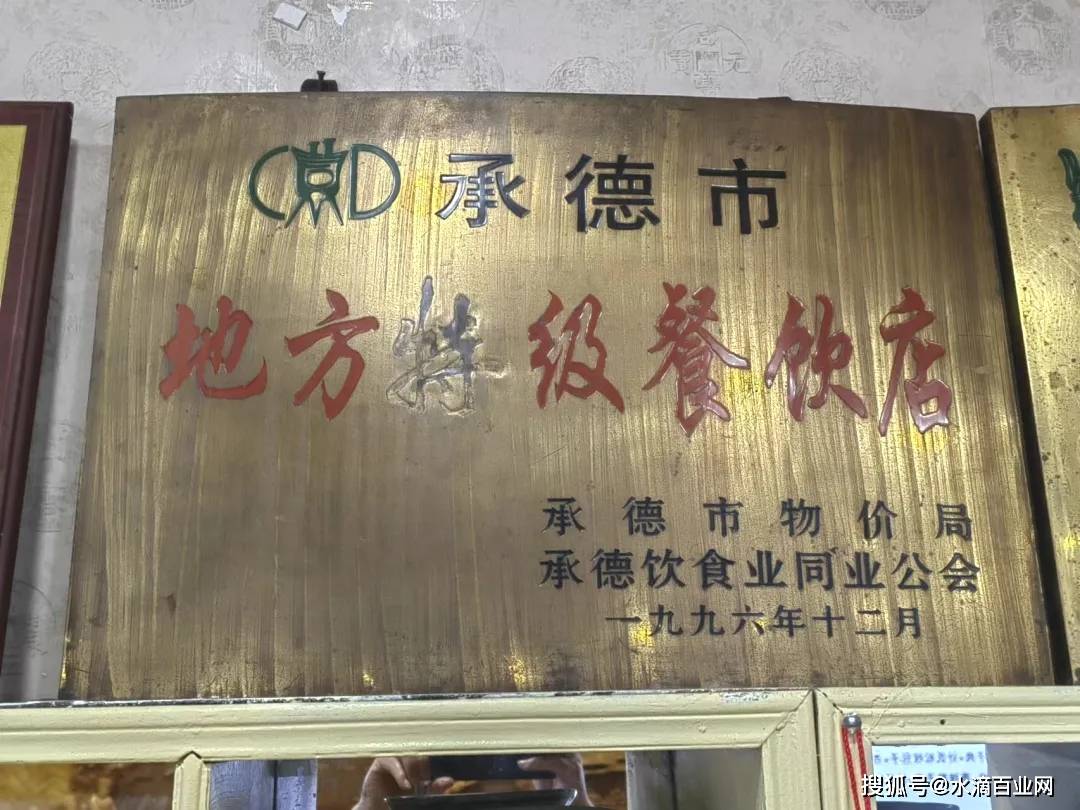 承德市
地方特级餐饮店
承德市物价局
承德饮食业同业公会
一九九六年十二月
搜狐号@水滴百业网